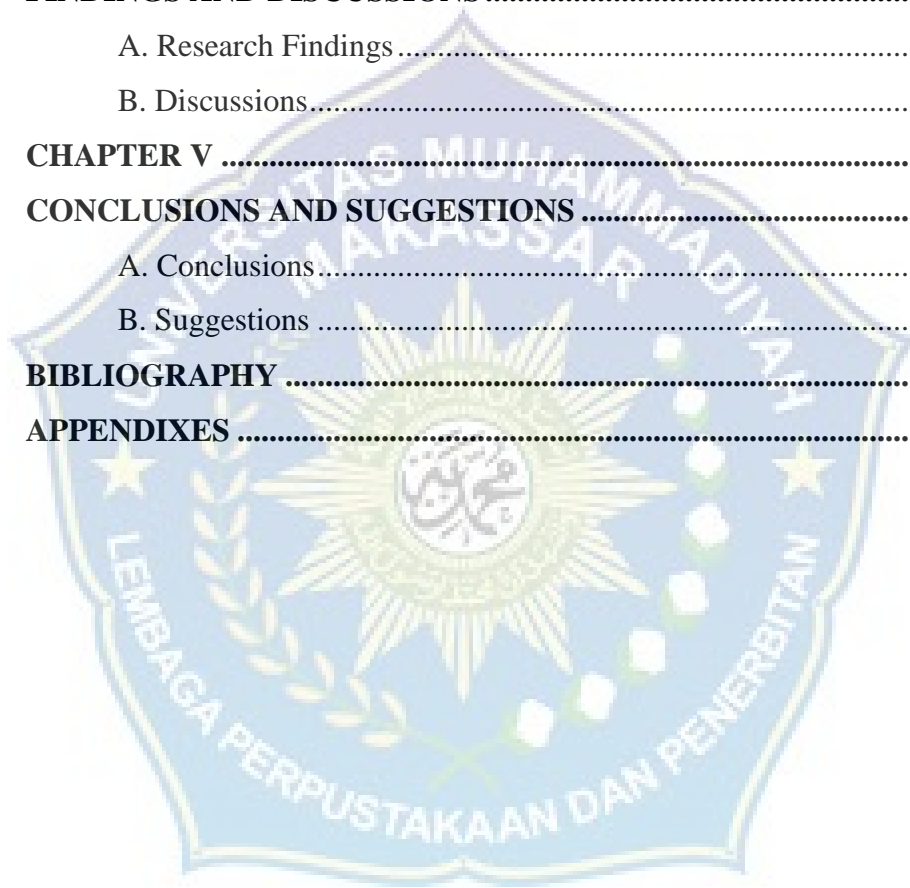 FINDINGS AND DISCUSSIONS ........................................................
A. Research Findings ........................................................
B. Discussions ........................................................
CHAPTER V ........................................................
CONCLUSIONS AND SUGGESTIONS ........................................................
A. Conclusions ........................................................
B. Suggestions ........................................................
BIBLIOGRAPHY ........................................................
APPENDIXES ........................................................
UNIVERSITAS MUHAMMADIYAH
MAKASSAR
LEMBAGA PERPUSTAKAAN DAN PENERBITAN